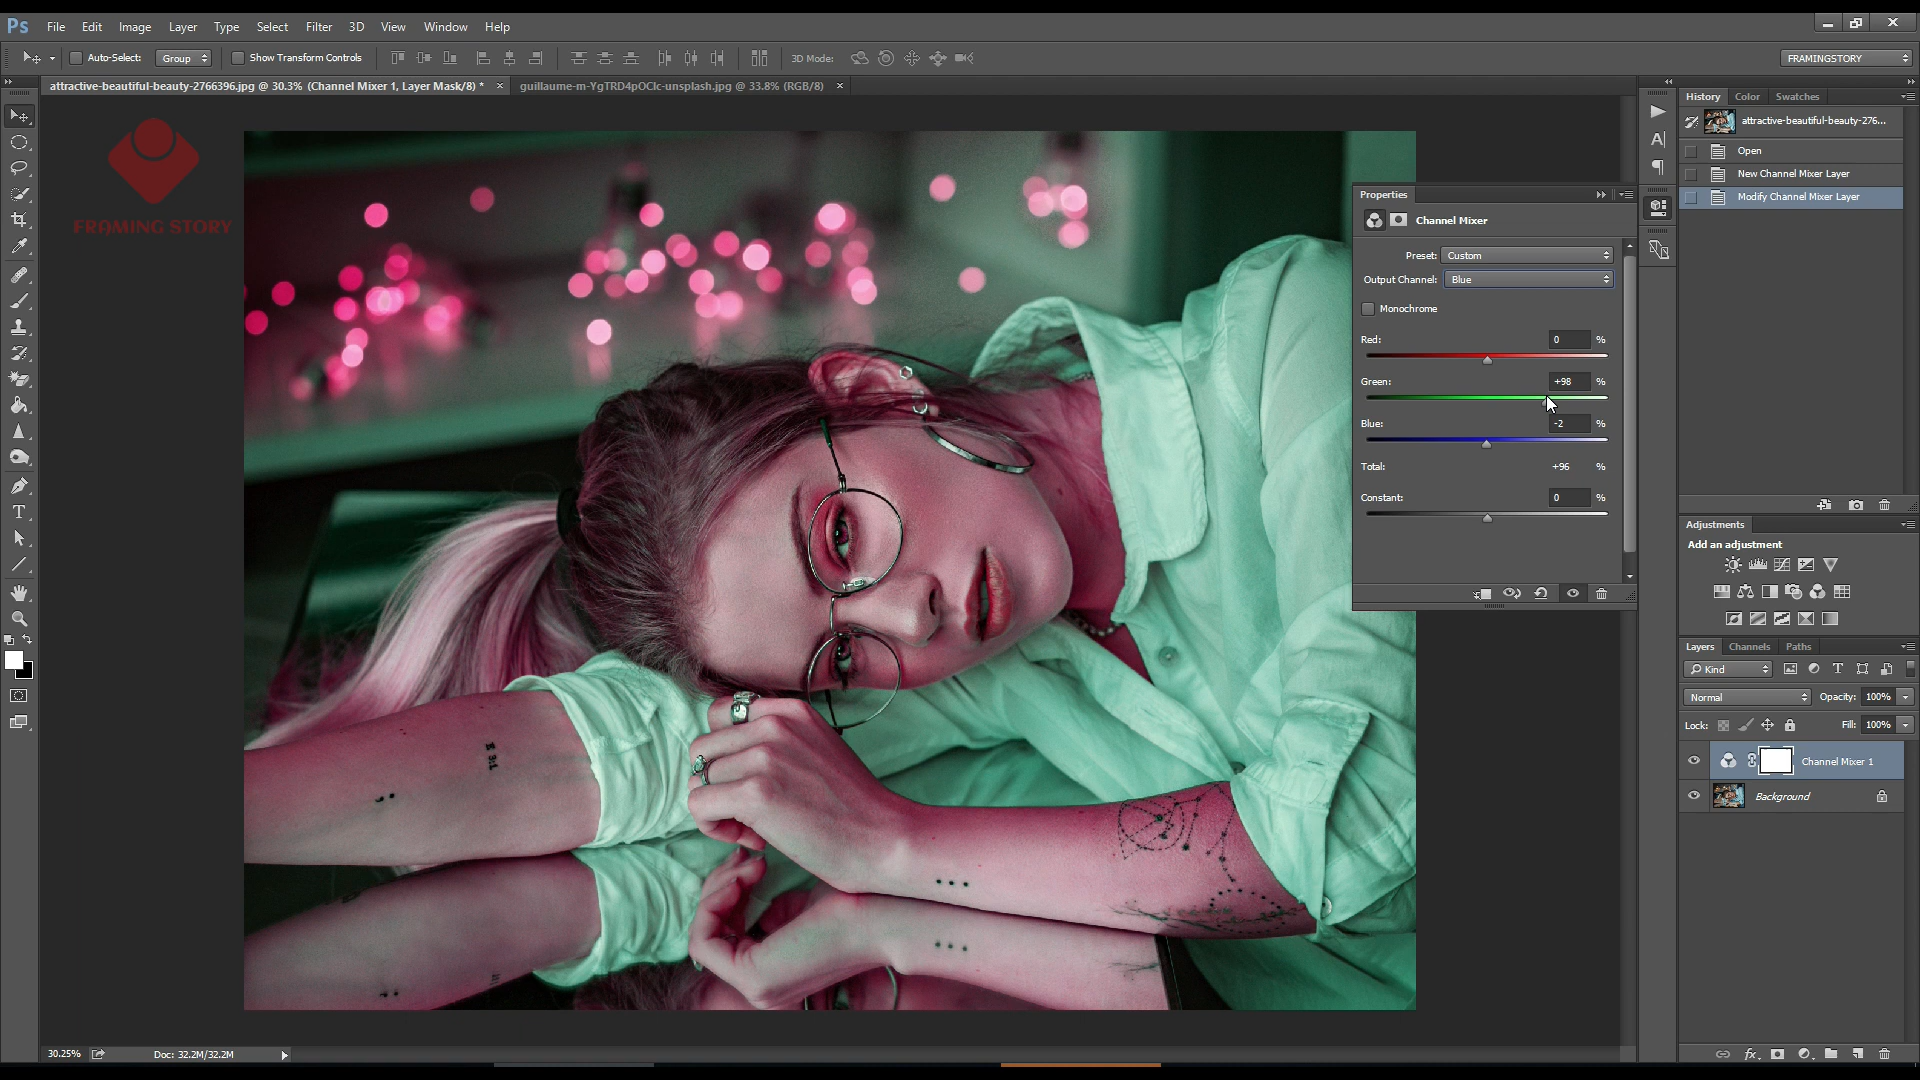 Ps File Edit Image Layer Type Select Filter 3D View Window Help
Auto-Select: Group Show Transform Controls 3D Mode: FRAMINGSTORY
attractive-beautiful-beauty-2766396.jpg @ 30.3% (Channel Mixer 1, Layer Mask/8) * × guillaume-m-YgTRD4pOCIc-unsplash.jpg @ 33.8% (RGB/8) ×
FRAMING STORY
Properties
Channel Mixer
Preset: Custom
Output Channel: Blue
Monochrome
Red: 0 %
Green: +98 %
Blue: -2 %
Total: +96 %
Constant: 0 %
History Color Swatches
attractive-beautiful-beauty-276...
Open
New Channel Mixer Layer
Modify Channel Mixer Layer
Adjustments
Add an adjustment
Layers Channels Paths
Kind
Normal Opacity: 100%
Lock: Fill: 100%
Channel Mixer 1
Background
30.25% Doc: 32.2M/32.2M